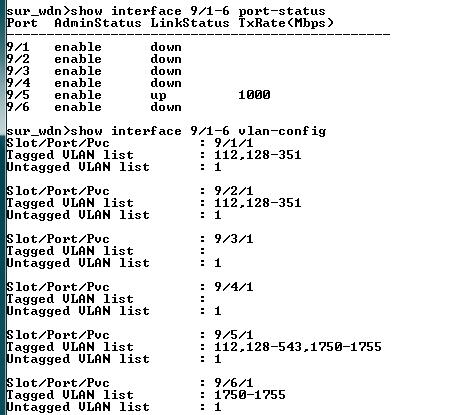 sur_wdn>show interface 9/1-6 port-status
Port AdminStatus LinkStatus TxRate(Mbps)
------------------------------------------------
9/1 enable down
9/2 enable down
9/3 enable down
9/4 enable down
9/5 enable up 1000
9/6 enable down
sur_wdn>show interface 9/1-6 vlan-config
Slot/Port/Pvc : 9/1/1
Tagged VLAN list : 112,128-351
Untagged VLAN list : 1
Slot/Port/Pvc : 9/2/1
Tagged VLAN list : 112,128-351
Untagged VLAN list : 1
Slot/Port/Pvc : 9/3/1
Tagged VLAN list :
Untagged VLAN list : 1
Slot/Port/Pvc : 9/4/1
Tagged VLAN list :
Untagged VLAN list : 1
Slot/Port/Pvc : 9/5/1
Tagged VLAN list : 112,128-543,1750-1755
Untagged VLAN list : 1
Slot/Port/Pvc : 9/6/1
Tagged VLAN list : 1750-1755
Untagged VLAN list : 1